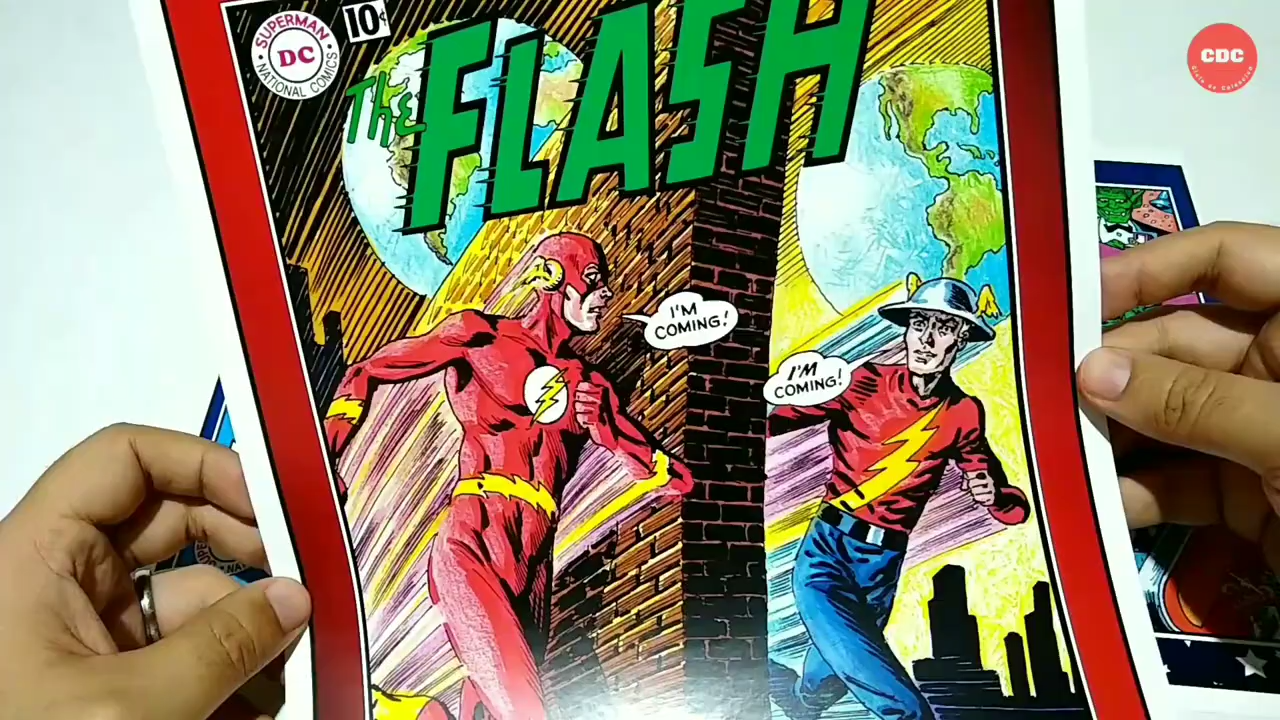 SUPERMAN
DC
NATIONAL COMICS
10¢
The
FLASH
I'M
COMING!
I'M
COMING!
CDC